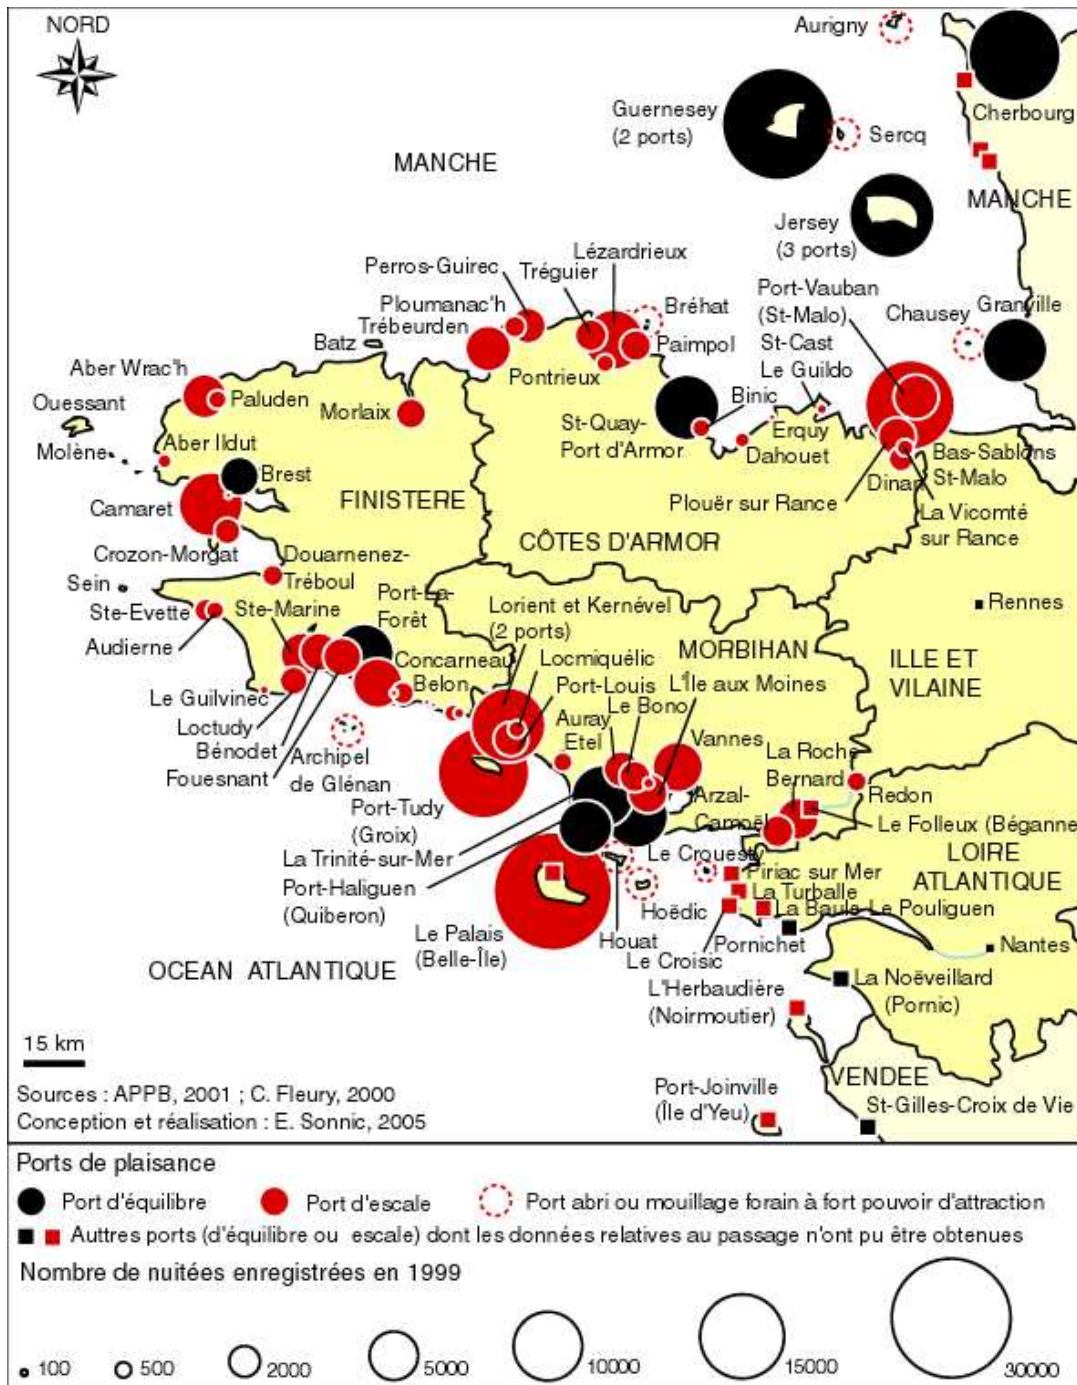 NORD
Aurigny
Guernesey
(2 ports)
Sercq
Cherbourg
MANCHE
MANCHE
Jersey
(3 ports)
Lézardrieux
Perros-Guirec
Tréguier
Port-Vauban
(St-Malo)
Ploumanac'h
Bréhat
Chausey
Granville
Trébeurden
St-Cast
Batz
Paimpol
Le Guildo
Aber Wrac'h
Pontrieux
Binic
Ouessant
Paluden
Morlaix
St-Quay-
Port d'Armor
Erquy
Molène
Aber Ildut
Dahouet
Bas-Sablons
St-Malo
Brest
Dinan
Plouër sur Rance
Camaret
FINISTERE
La Vicomté
sur Rance
CÔTES D'ARMOR
Crozon-Morgat
Douarnenez-
Tréboul
Sein
Ste-Marine
Port-La-
Forêt
Lorient et Kernével
(2 ports)
Rennes
Ste-Evette
Audierne
Locmiquélic
MORBIHAN
ILLE ET
VILAINE
Concarneau
Port-Louis
L'Ile aux Moines
Belon
Le Bono
Le Guilvinec
Auray
Loctudy
Etel
Vannes
La Roche
Bernard
Bénodet
Archipel
de Glénan
Fouesnant
Redon
Arzal-
Camoël
Port-Tudy
(Groix)
Le Folleux (Béganne
La Trinité-sur-Mer
Le Crouesty
LOIRE
ATLANTIQUE
Piriac sur Mer
Port-Haliguen
(Quiberon)
La Turballe
Hoëdic
La Baule-Le Pouliguen
Le Palais
(Belle-Île)
Houat
Pornichet
Nantes
Le Croisic
OCEAN ATLANTIQUE
La Noëveillard
(Pornic)
L'Herbaudière
(Noirmoutier)
15 km
VENDEE
Port-Joinville
(Île d'Yeu)
St-Gilles-Croix de Vie
Sources : APPB, 2001 ; C. Fleury, 2000
Conception et réalisation : E. Sonnic, 2005
Ports de plaisance
Port d'équilibre
Port d'escale
Port abri ou mouillage forain à fort pouvoir d'attraction
Autres ports (d'équilibre ou escale) dont les données relatives au passage n'ont pu être obtenues
Nombre de nuitées enregistrées en 1999
100
500
2000
5000
10000
15000
30000